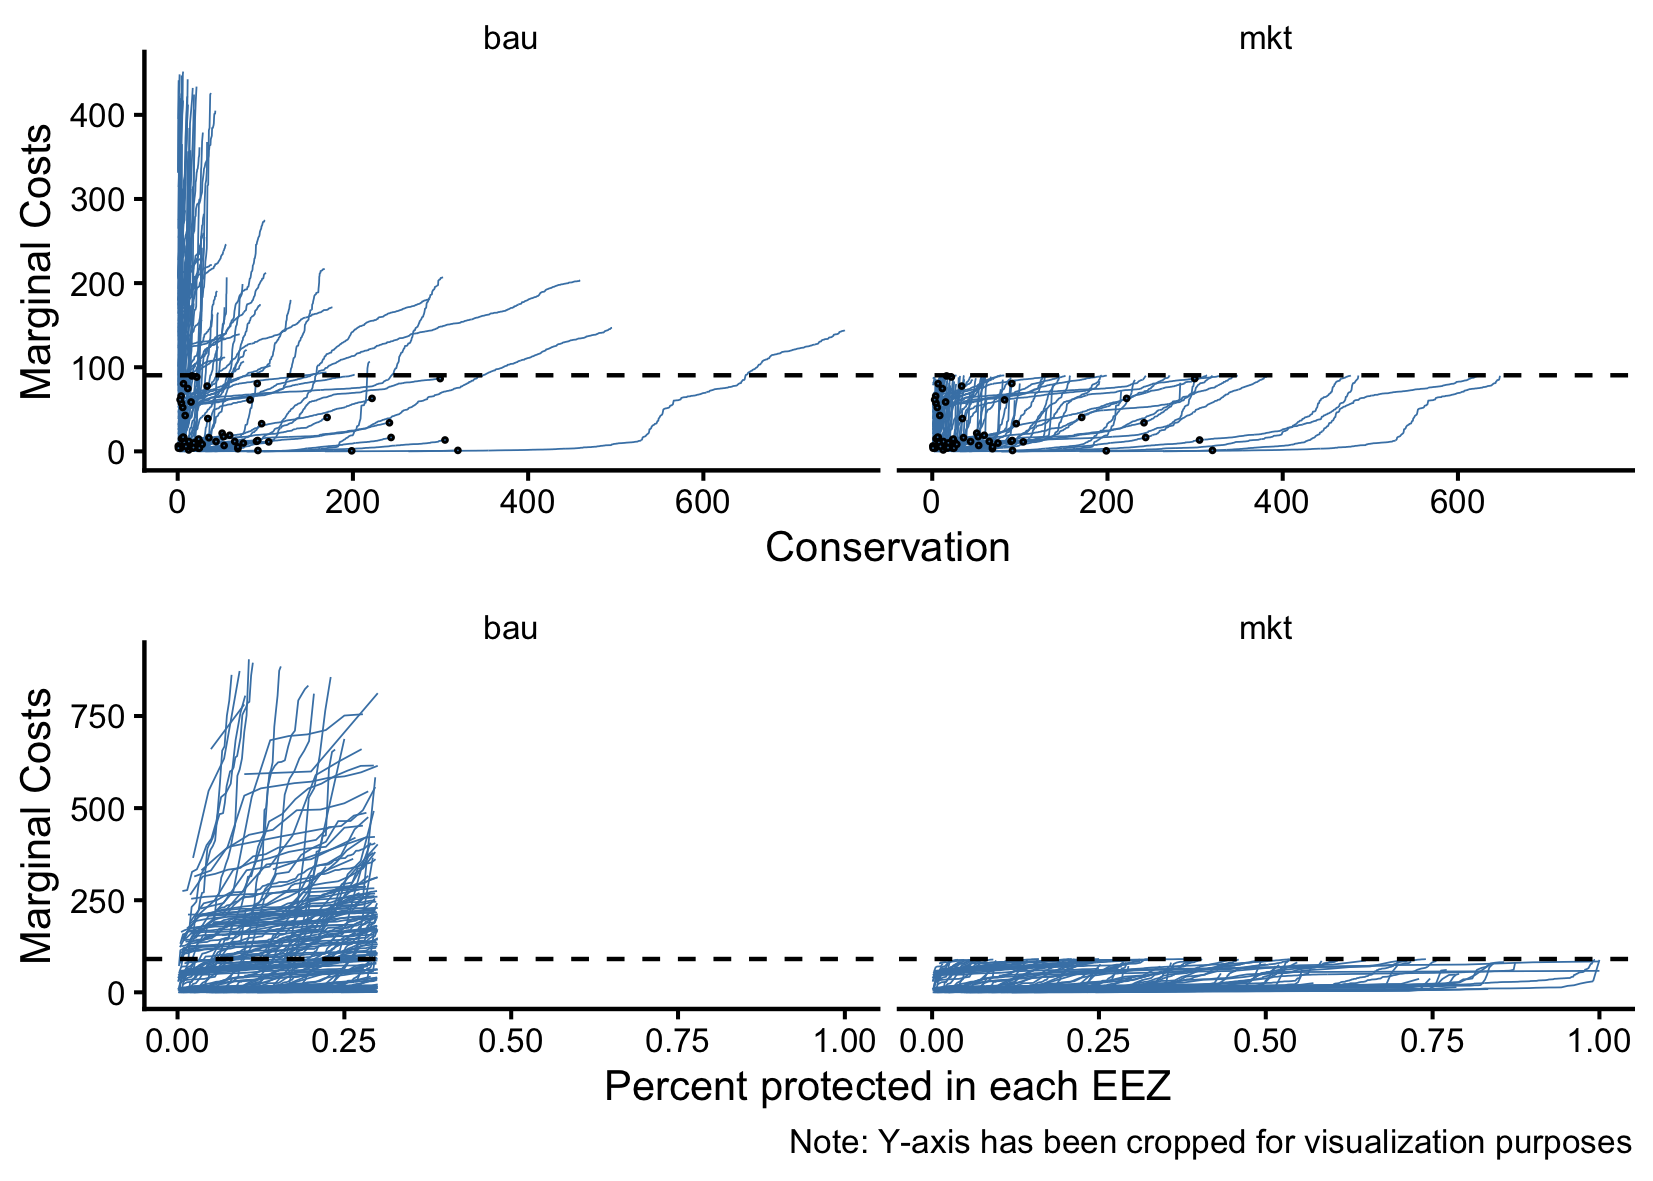 bau mkt
Marginal Costs
400
300
200
100
0
0 200 400 600 0 200 400 600
Conservation
bau mkt
Marginal Costs
750
500
250
0
0.00 0.25 0.50 0.75 1.00 0.00 0.25 0.50 0.75 1.00
Percent protected in each EEZ
Note: Y-axis has been cropped for visualization purposes